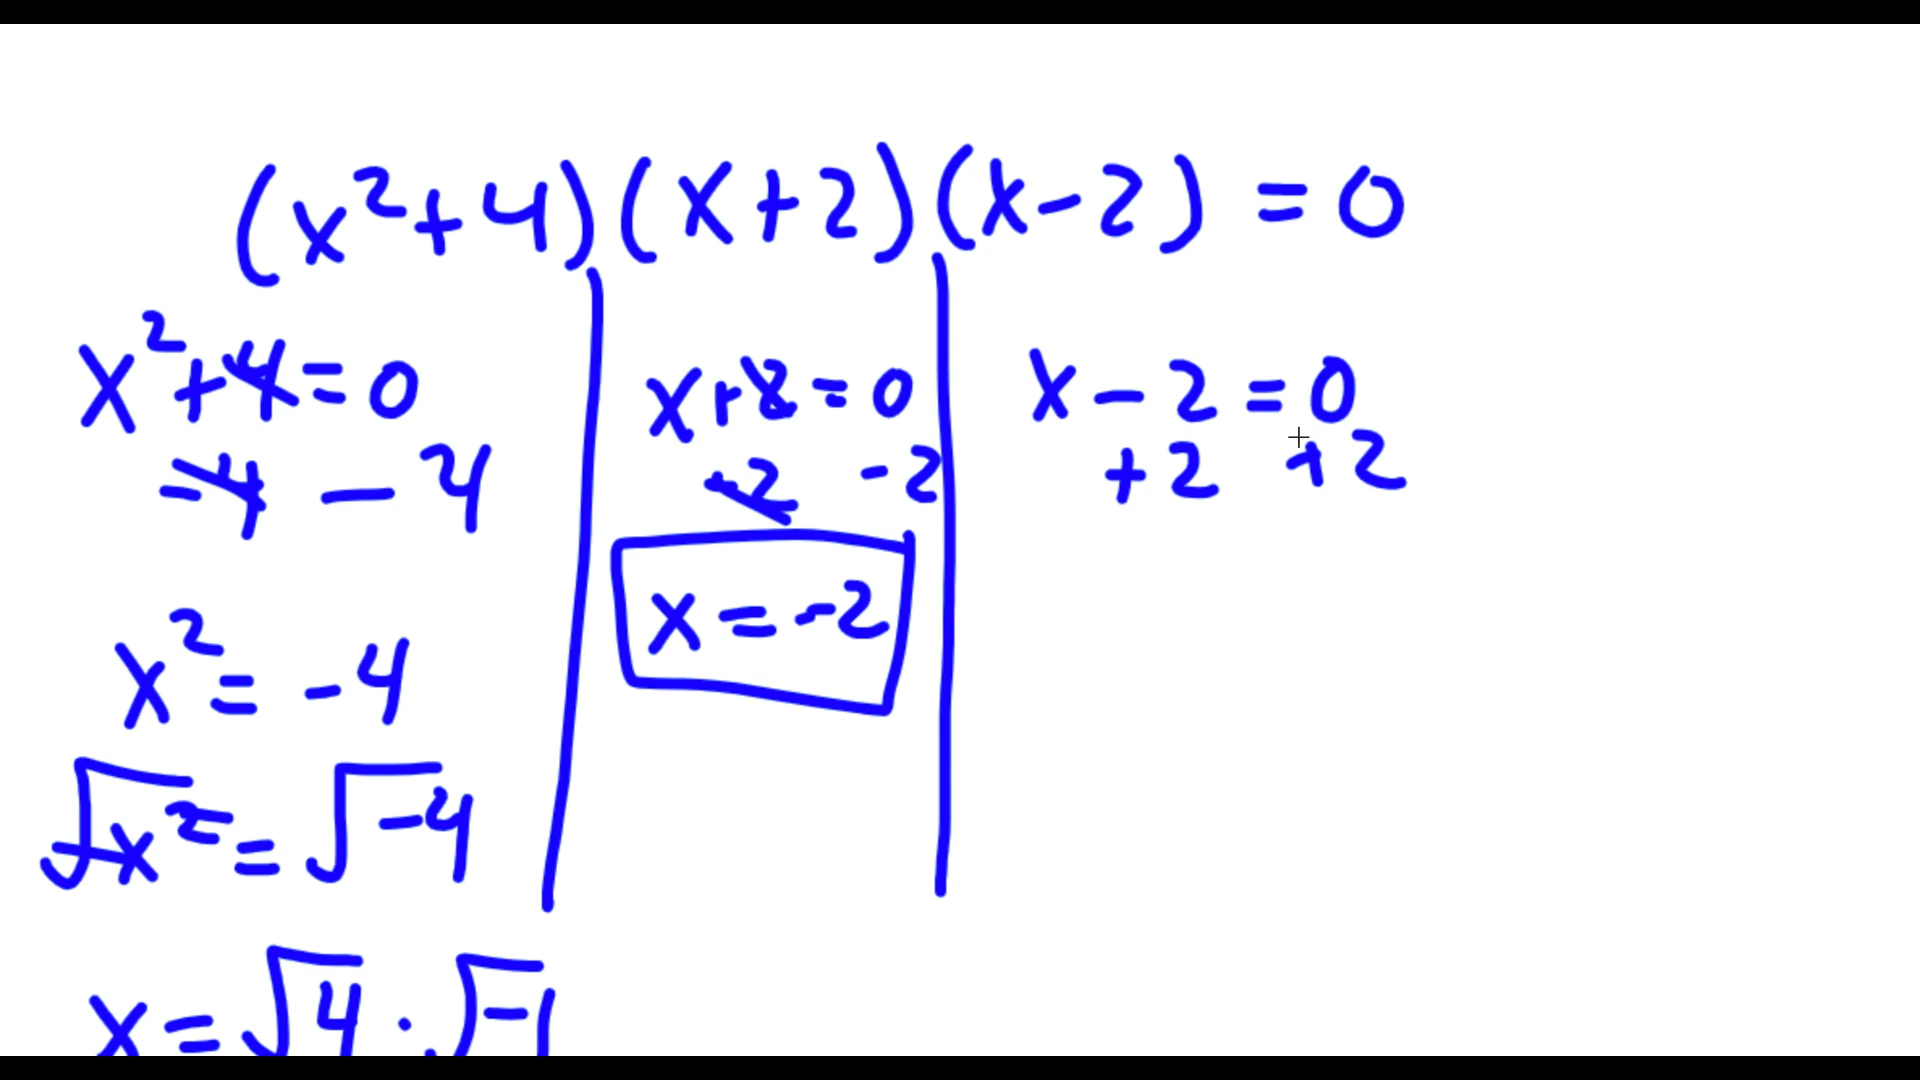 (x²+4)(x+2)(x-2) = 0
x²+4=0
-4 -4
x²= -4
√x² = √-4
x = √4 · √-1
x+2=0
-2 -2
x=-2
x-2=0
+2 +2